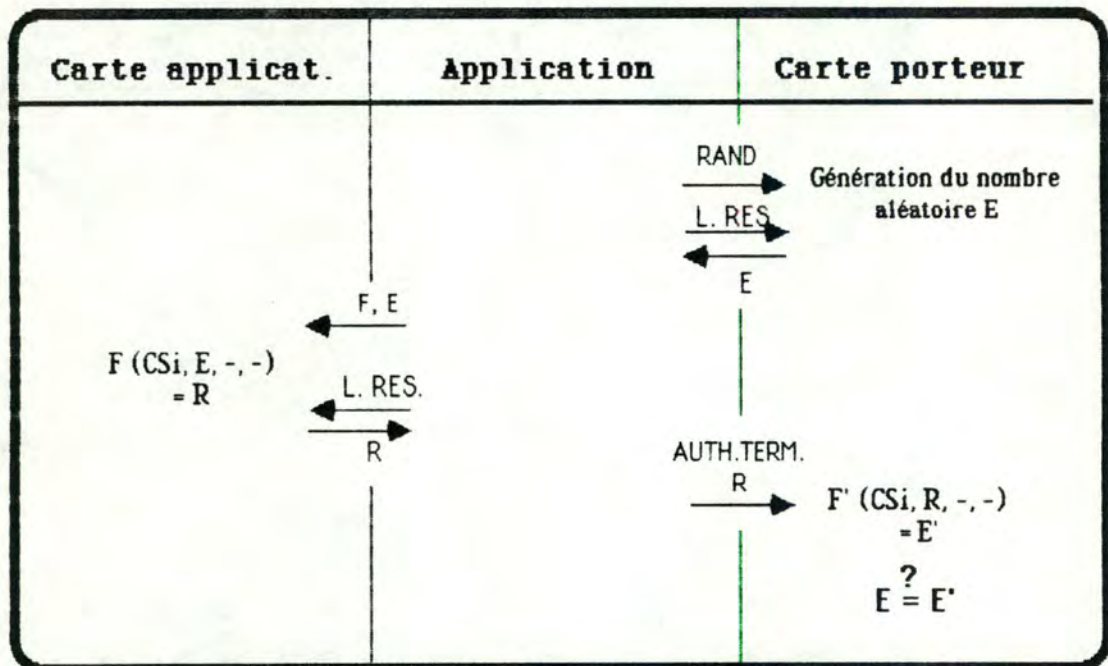 Carte applicat. Application Carte porteur
RAND
Génération du nombre
aléatoire E
L. RES.
E
F, E
F (CSi, E, -, -)
= R
L. RES.
R
AUTH.TERM.
R
F' (CSi, R, -, -)
= E'
?
E = E'